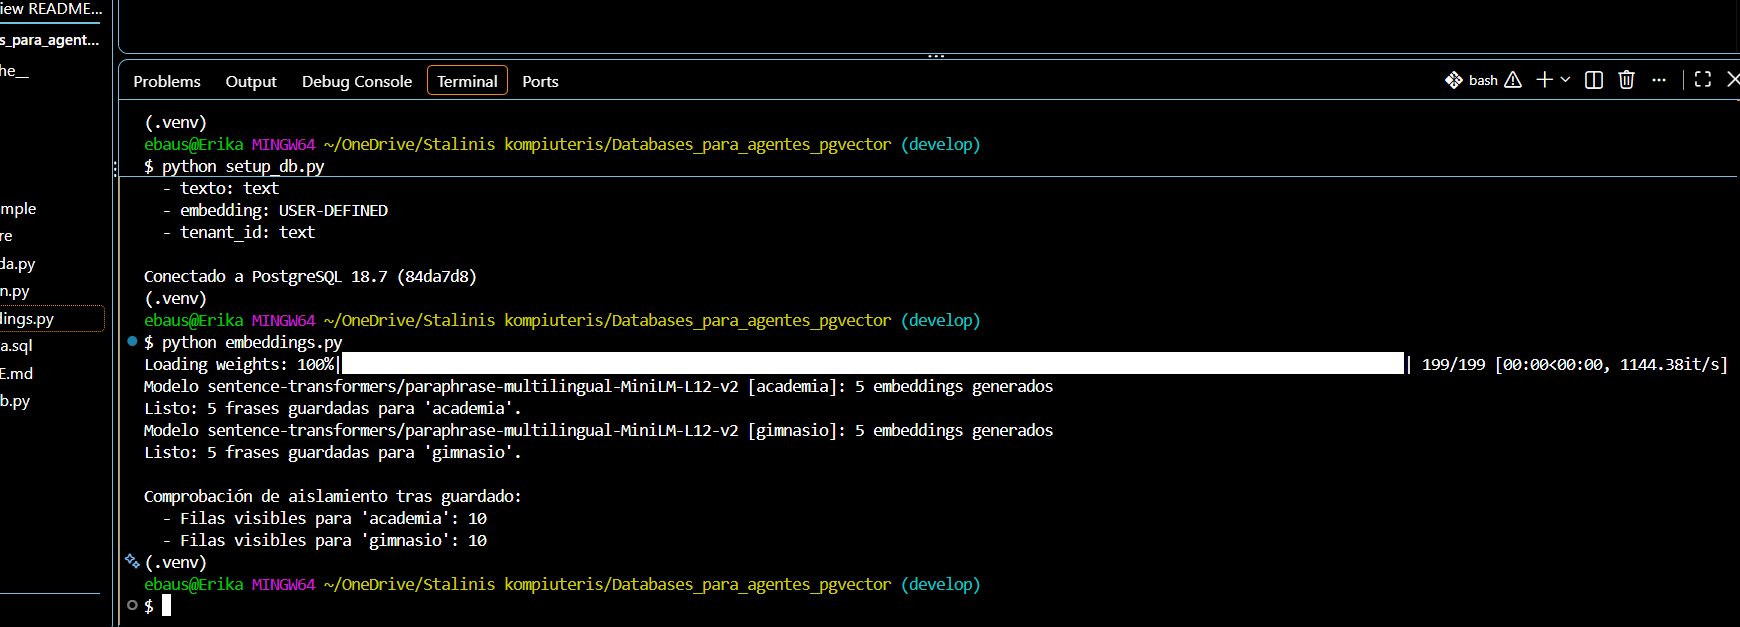 iew README...
s_para_agent...
he__
mple
re
da.py
n.py
lings.py
a.sql
E.md
b.py
Problems Output Debug Console Terminal Ports
bash
(.venv)
ebaus@Erika MINGW64 ~/OneDrive/Stalinis kompiuteris/Databases_para_agentes_pgvector (develop)
$ python setup_db.py
- texto: text
- embedding: USER-DEFINED
- tenant_id: text
Conectado a PostgreSQL 18.7 (84da7d8)
(.venv)
ebaus@Erika MINGW64 ~/OneDrive/Stalinis kompiuteris/Databases_para_agentes_pgvector (develop)
$ python embeddings.py
Loading weights: 100%| | 199/199 [00:00<00:00, 1144.38it/s]
Modelo sentence-transformers/paraphrase-multilingual-MiniLM-L12-v2 [academia]: 5 embeddings generados
Listo: 5 frases guardadas para 'academia'.
Modelo sentence-transformers/paraphrase-multilingual-MiniLM-L12-v2 [gimnasio]: 5 embeddings generados
Listo: 5 frases guardadas para 'gimnasio'.
Comprobación de aislamiento tras guardado:
- Filas visibles para 'academia': 10
- Filas visibles para 'gimnasio': 10
(.venv)
ebaus@Erika MINGW64 ~/OneDrive/Stalinis kompiuteris/Databases_para_agentes_pgvector (develop)
$